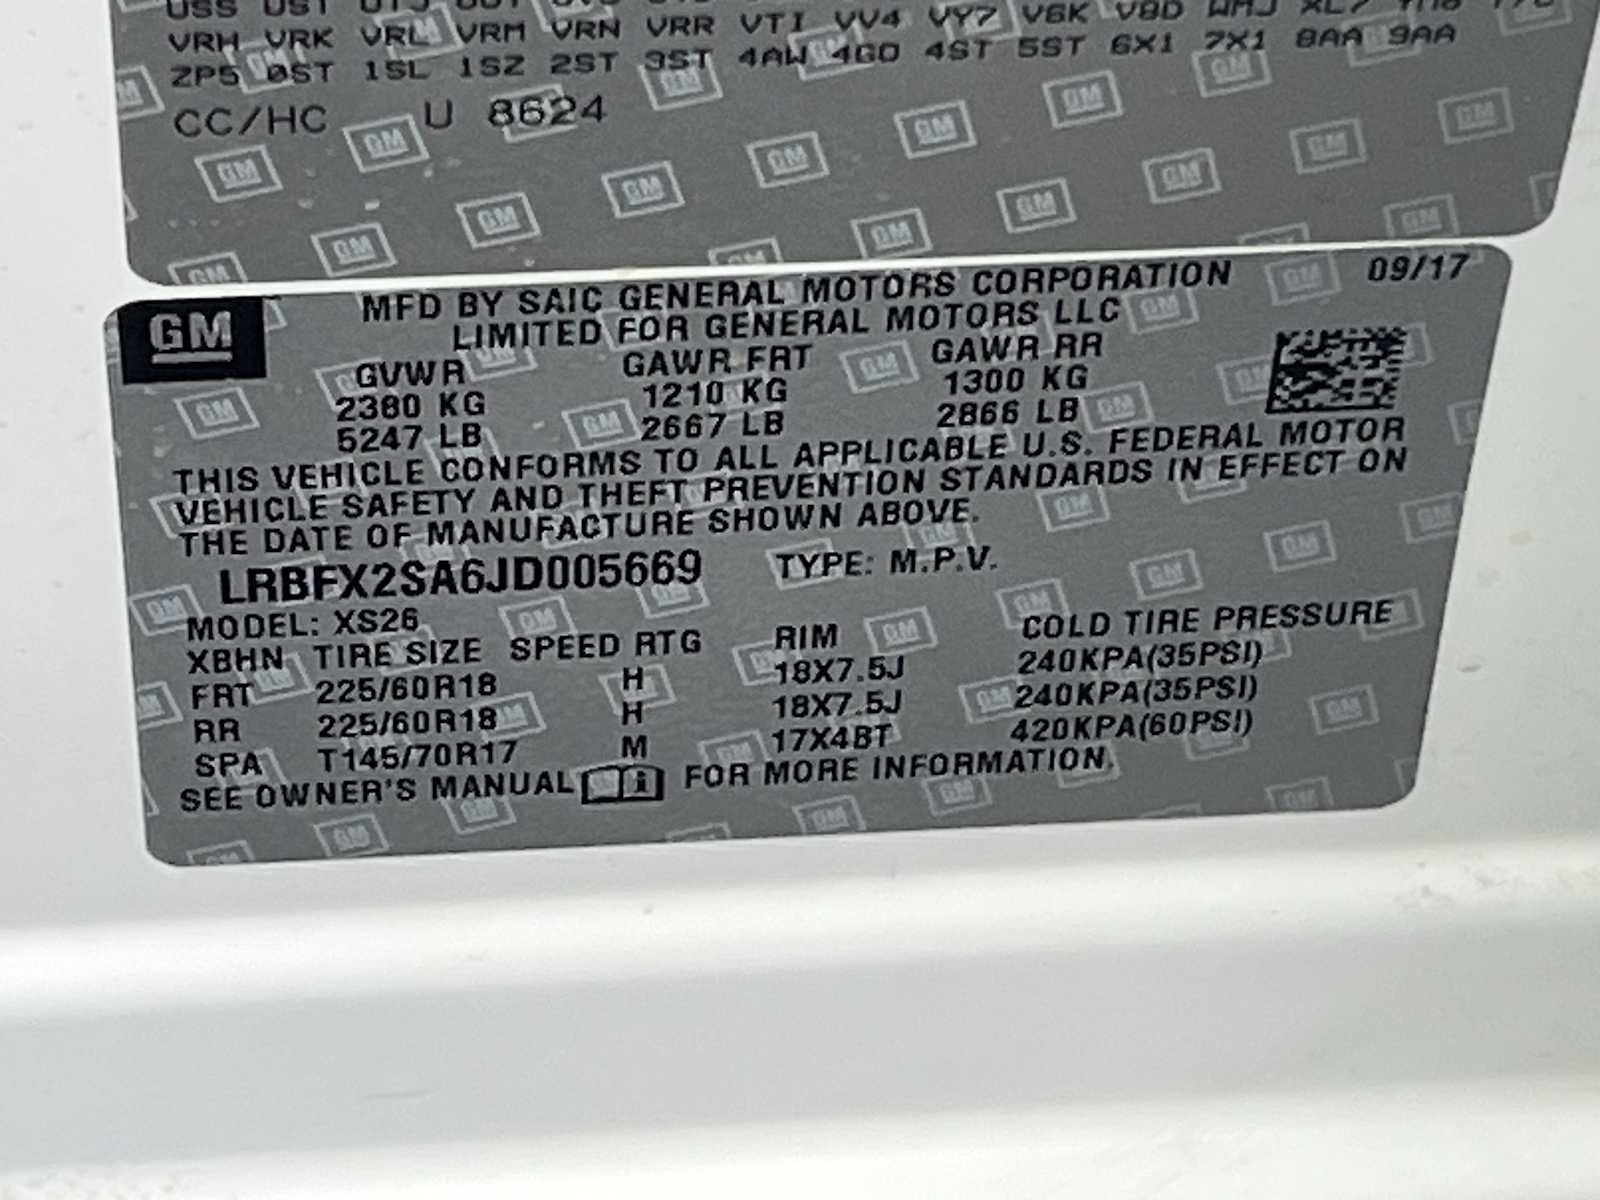 VRH VRK VRL VRM VRN VRR VTI VV4 VY7 V6K V8D WMJ
ZP5 0ST 1SL 1SZ 2ST 3ST 4AW 4GO 4ST 5ST 6X1 7X1 8AA 9AA
CC/HC U 8624
GM
MFD BY SAIC GENERAL MOTORS CORPORATION 09/17
LIMITED FOR GENERAL MOTORS LLC
GVWR GAWR FRT GAWR RR
2380 KG 1210 KG 1300 KG
5247 LB 2667 LB 2866 LB
THIS VEHICLE CONFORMS TO ALL APPLICABLE U.S. FEDERAL MOTOR
VEHICLE SAFETY AND THEFT PREVENTION STANDARDS IN EFFECT ON
THE DATE OF MANUFACTURE SHOWN ABOVE.
LRBFX2SA6JD005669 TYPE: M.P.V.
MODEL: XS26
XBHN TIRE SIZE SPEED RTG RIM COLD TIRE PRESSURE
FRT 225/60R18 H 18X7.5J 240KPA(35PSI)
RR 225/60R18 H 18X7.5J 240KPA(35PSI)
SPA T145/70R17 M 17X4BT 420KPA(60PSI)
SEE OWNER'S MANUAL FOR MORE INFORMATION.